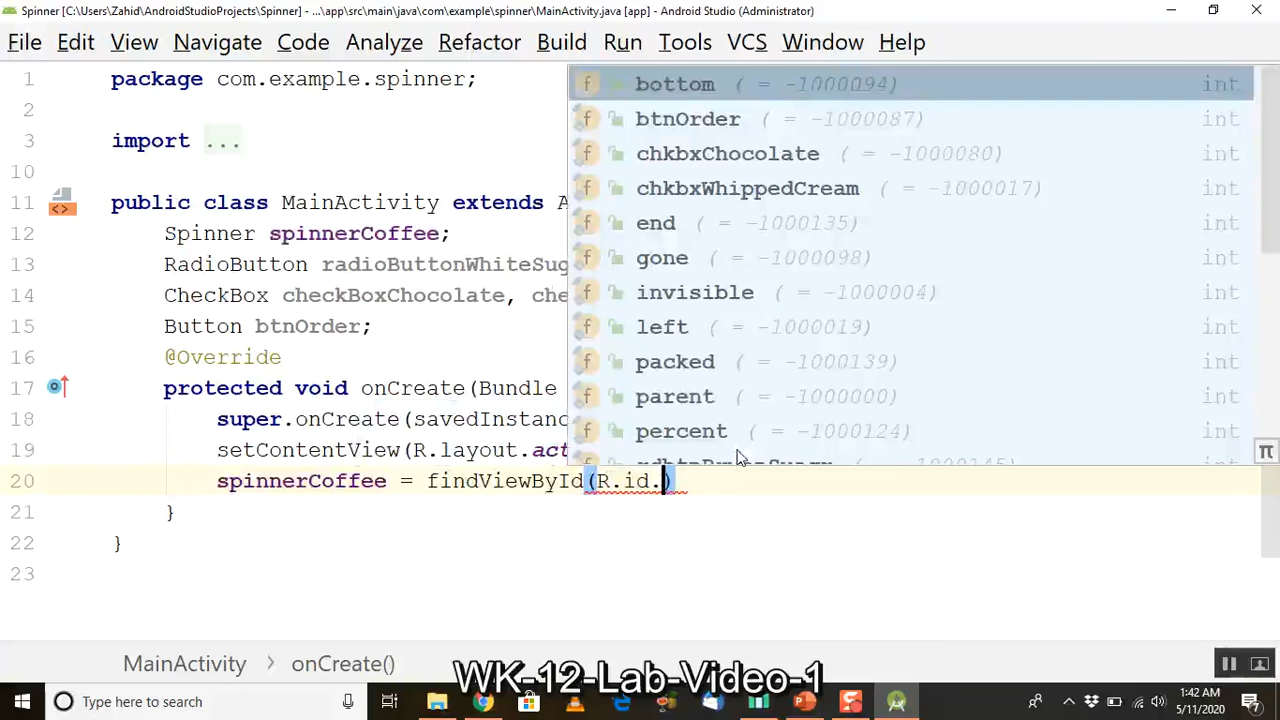 Spinner [C:\Users\Zahid\AndroidStudioProjects\Spinner] - ...\app\src\main\java\com\example\spinner\MainActivity.java [app] - Android Studio (Administrator)
File Edit View Navigate Code Analyze Refactor Build Run Tools VCS Window Help
1 package com.example.spinner;
2
3 import ...
10
11 public class MainActivity extends A
12 Spinner spinnerCoffee;
13 RadioButton radioButtonWhiteSug
14 CheckBox checkBoxChocolate, che
15 Button btnOrder;
16 @Override
17 protected void onCreate(Bundle
18 super.onCreate(savedInstanc
19 setContentView(R.layout.act
20 spinnerCoffee = findViewById(R.id.)
21 }
22 }
23
bottom ( = -1000094) int
btnOrder ( = -1000087) int
chkbxChocolate ( = -1000080) int
chkbxWhippedCream ( = -1000017) int
end ( = -1000135) int
gone ( = -1000098) int
invisible ( = -1000004) int
left ( = -1000019) int
packed ( = -1000139) int
parent ( = -1000000) int
percent ( = -1000124) int
MainActivity > onCreate()
WK-12-Lab-Video-1
Type here to search
1:42 AM
5/11/2020